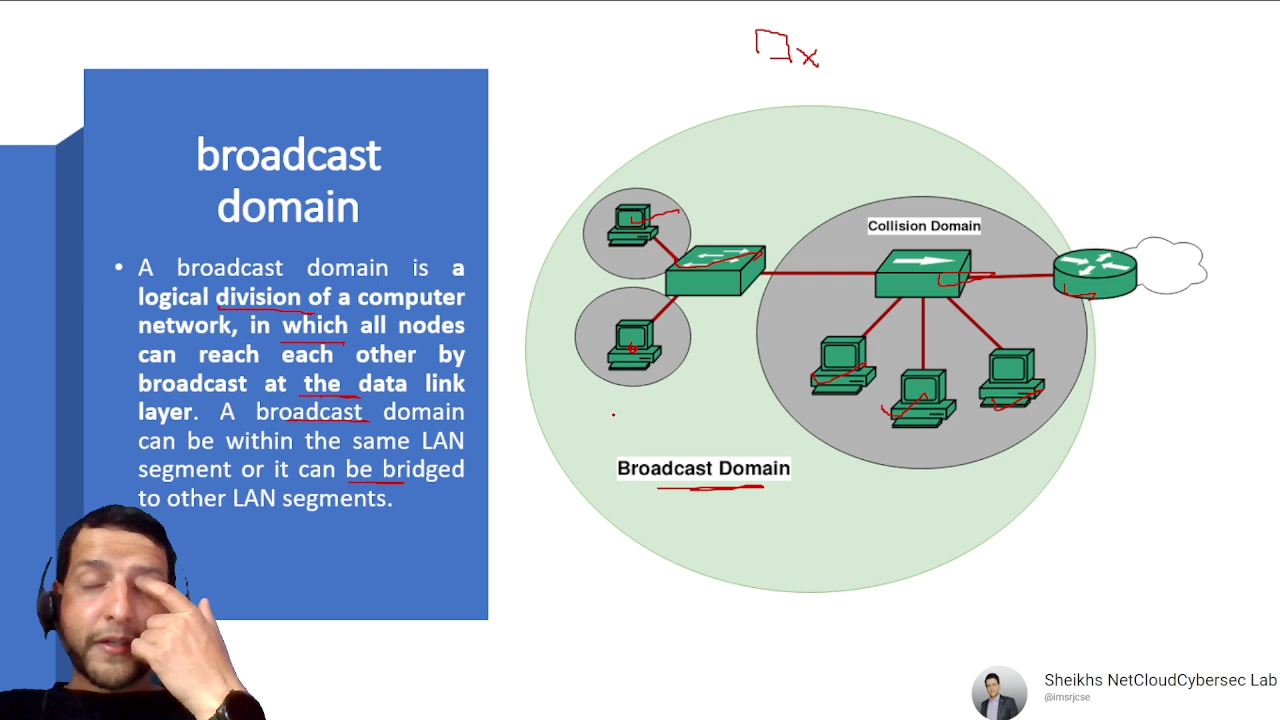 broadcast
domain
• A broadcast domain is a
logical division of a computer
network, in which all nodes
can reach each other by
broadcast at the data link
layer. A broadcast domain
can be within the same LAN
segment or it can be bridged
to other LAN segments.
Collision Domain
Broadcast Domain
Sheikhs NetCloudCybersec Lab
@imsrjcse